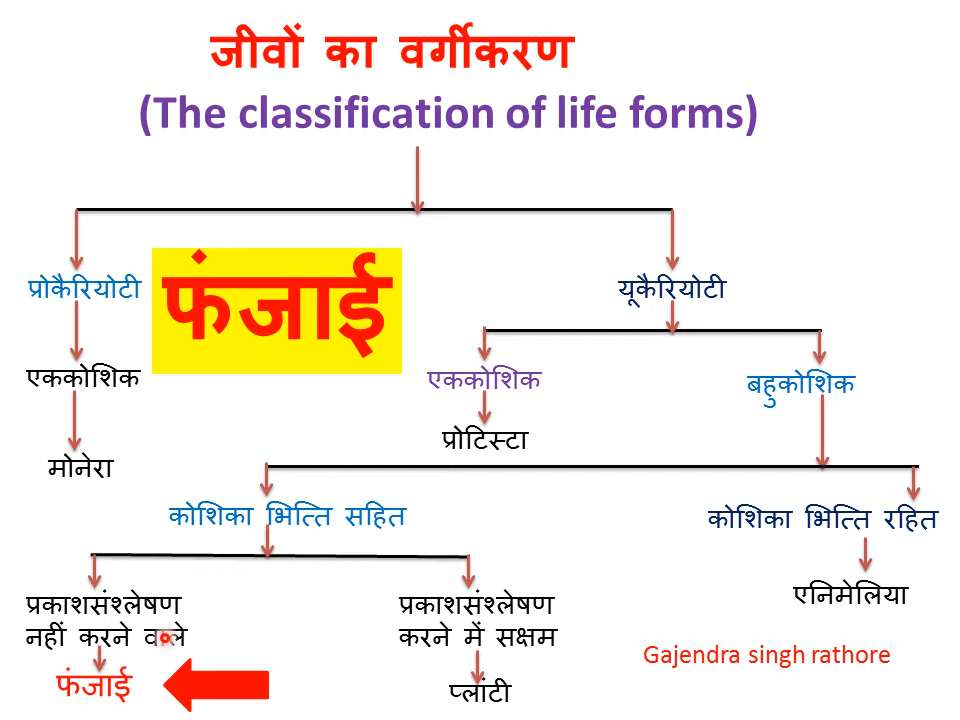 जीवों का वर्गीकरण
(The classification of life forms)
प्रोकैरियोटी
फंजाई
यूकैरियोटी
एककोशिक
एककोशिक
बहुकोशिक
प्रोटिस्टा
मोनेरा
कोशिका भित्ति सहित
कोशिका भित्ति रहित
एनिमेलिया
प्रकाशसंश्लेषण
नहीं करने वाले
प्रकाशसंश्लेषण
करने में सक्षम
Gajendra singh rathore
फंजाई
प्लांटी